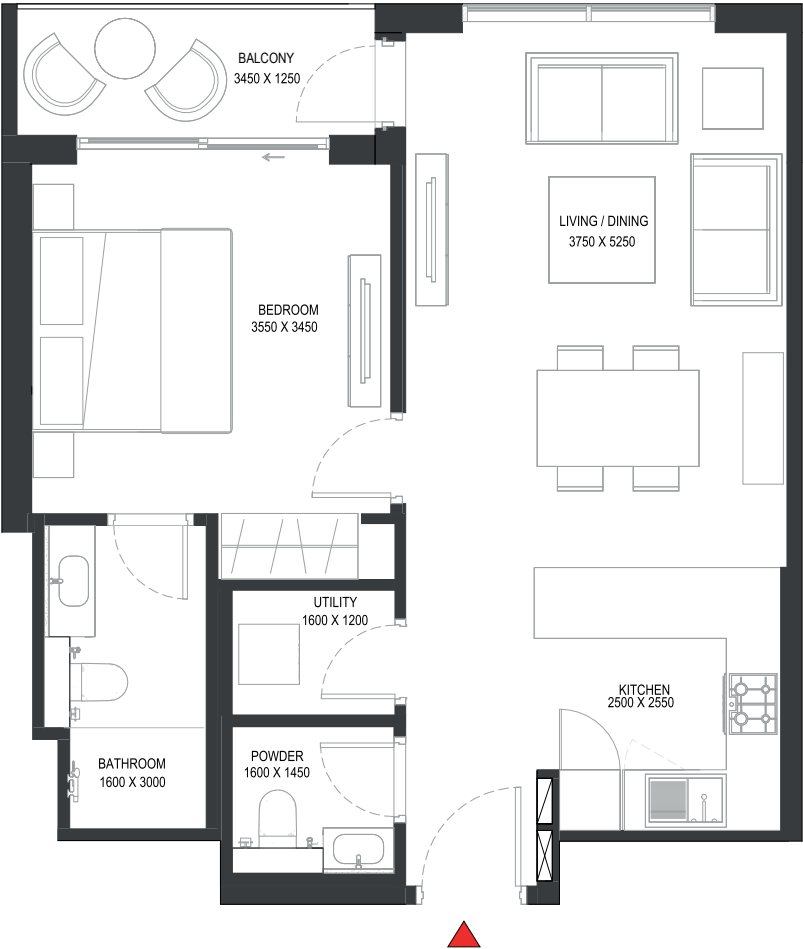 BALCONY
3450 X 1250
LIVING / DINING
3750 X 5250
BEDROOM
3550 X 3450
UTILITY
1600 X 1200
KITCHEN
2500 X 2550
POWDER
1600 X 1450
BATHROOM
1600 X 3000